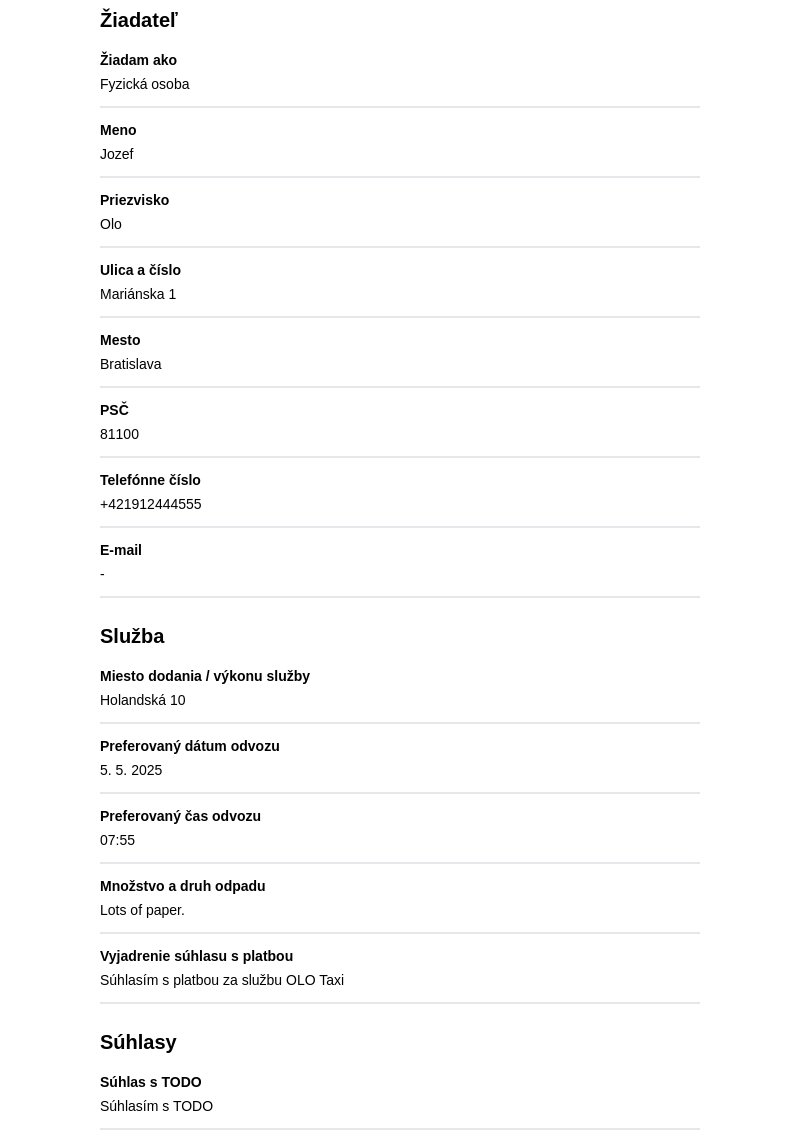 Žiadateľ
Žiadam ako
Fyzická osoba
Meno
Jozef
Priezvisko
Olo
Ulica a číslo
Mariánska 1
Mesto
Bratislava
PSČ
81100
Telefónne číslo
+421912444555
E-mail
-
Služba
Miesto dodania / výkonu služby
Holandská 10
Preferovaný dátum odvozu
5. 5. 2025
Preferovaný čas odvozu
07:55
Množstvo a druh odpadu
Lots of paper.
Vyjadrenie súhlasu s platbou
Súhlasím s platbou za službu OLO Taxi
Súhlasy
Súhlas s TODO
Súhlasím s TODO